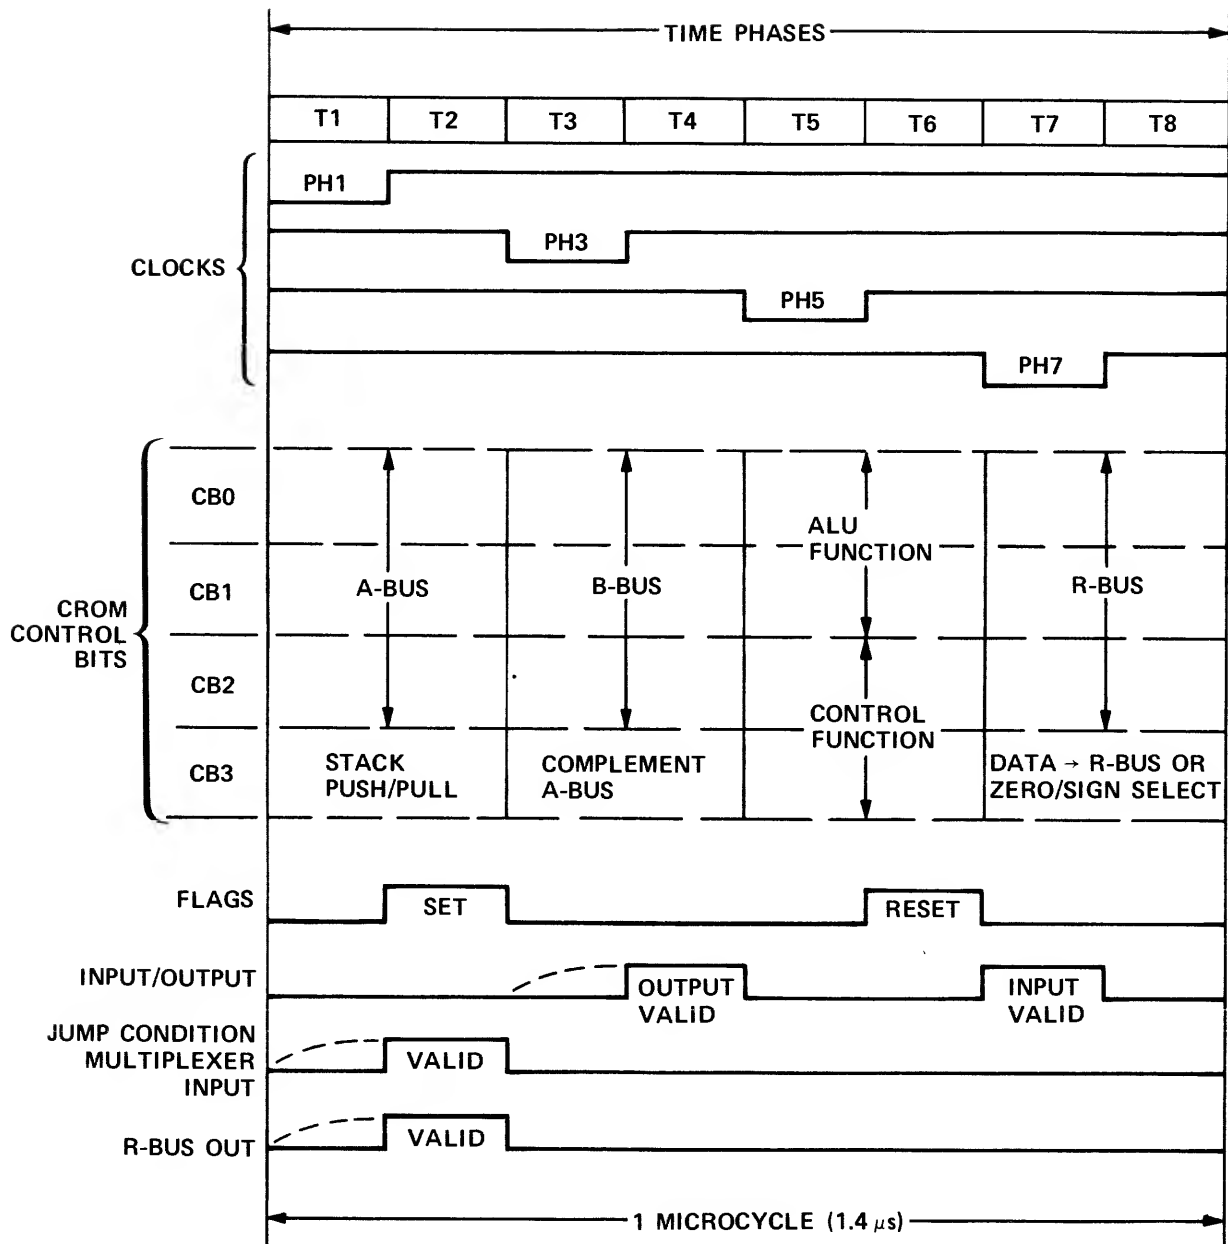 TIME PHASES
T1 T2 T3 T4 T5 T6 T7 T8
PH1
PH3
CLOCKS
PH5
PH7
CB0
ALU
FUNCTION
CROM
CONTROL
BITS
CB1
A-BUS
B-BUS
R-BUS
CB2
CONTROL
FUNCTION
CB3
STACK
PUSH/PULL
COMPLEMENT
A-BUS
DATA → R-BUS OR
ZERO/SIGN SELECT
FLAGS
SET
RESET
INPUT/OUTPUT
OUTPUT
VALID
INPUT
VALID
JUMP CONDITION
MULTIPLEXER
INPUT
VALID
R-BUS OUT
VALID
1 MICROCYCLE (1.4 μs)